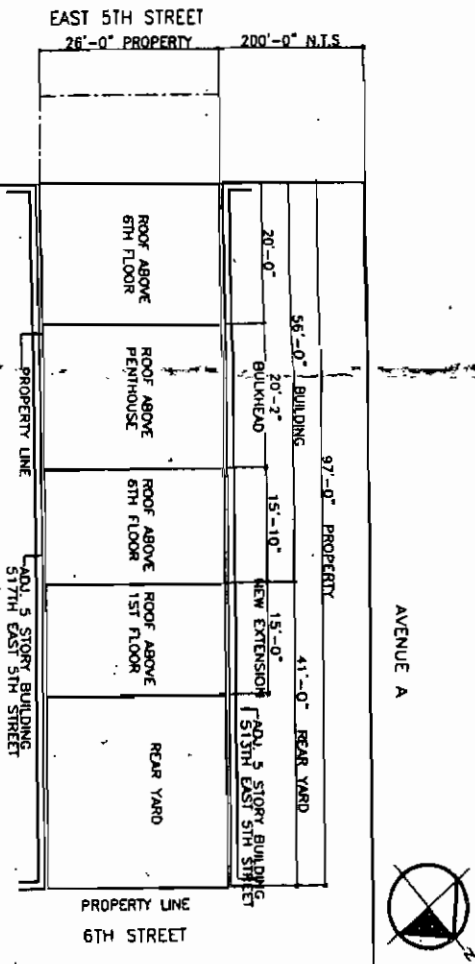 EAST 5TH STREET
26'-0" PROPERTY
200'-0" N.T.S
ROOF ABOVE
6TH FLOOR
20'-0"
56'-0" BUILDING
97'-0" PROPERTY
AVENUE A
PROPERTY LINE
ROOF ABOVE
PENTHOUSE
20'-2"
BULKHEAD
ROOF ABOVE
6TH FLOOR
15'-10"
ADJ. 5 STORY BUILDING
517TH EAST 5TH STREET
ROOF ABOVE
1ST FLOOR
15'-0"
NEW EXTENSION
41'-0" REAR YARD
REAR YARD
ADJ. 5 STORY BUILDING
513TH EAST 5TH STREET
PROPERTY LINE
6TH STREET
N